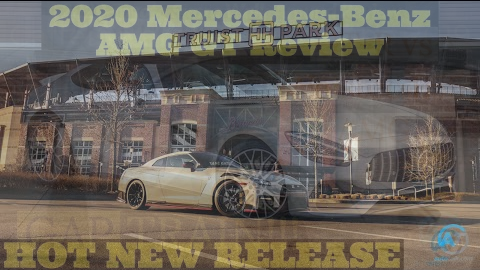 2020 Mercedes-Benz
AMG GT Review
TRUIST PARK
HOT NEW RELEASE